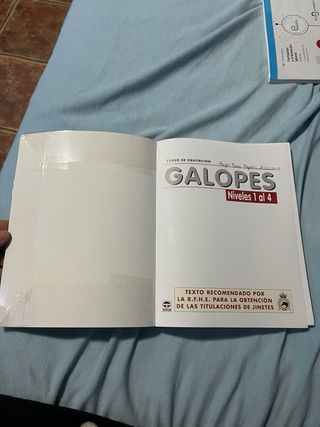 CURSO DE EQUITACIÓN
GALOPES
Niveles 1 al 4
TEXTO RECOMENDADO POR
LA R.F.H.E. PARA LA OBTENCIÓN
DE LAS TITULACIONES DE JINETES